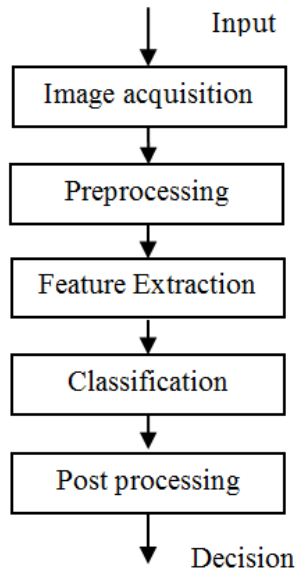 Input
Image acquisition
Preprocessing
Feature Extraction
Classification
Post processing
Decision